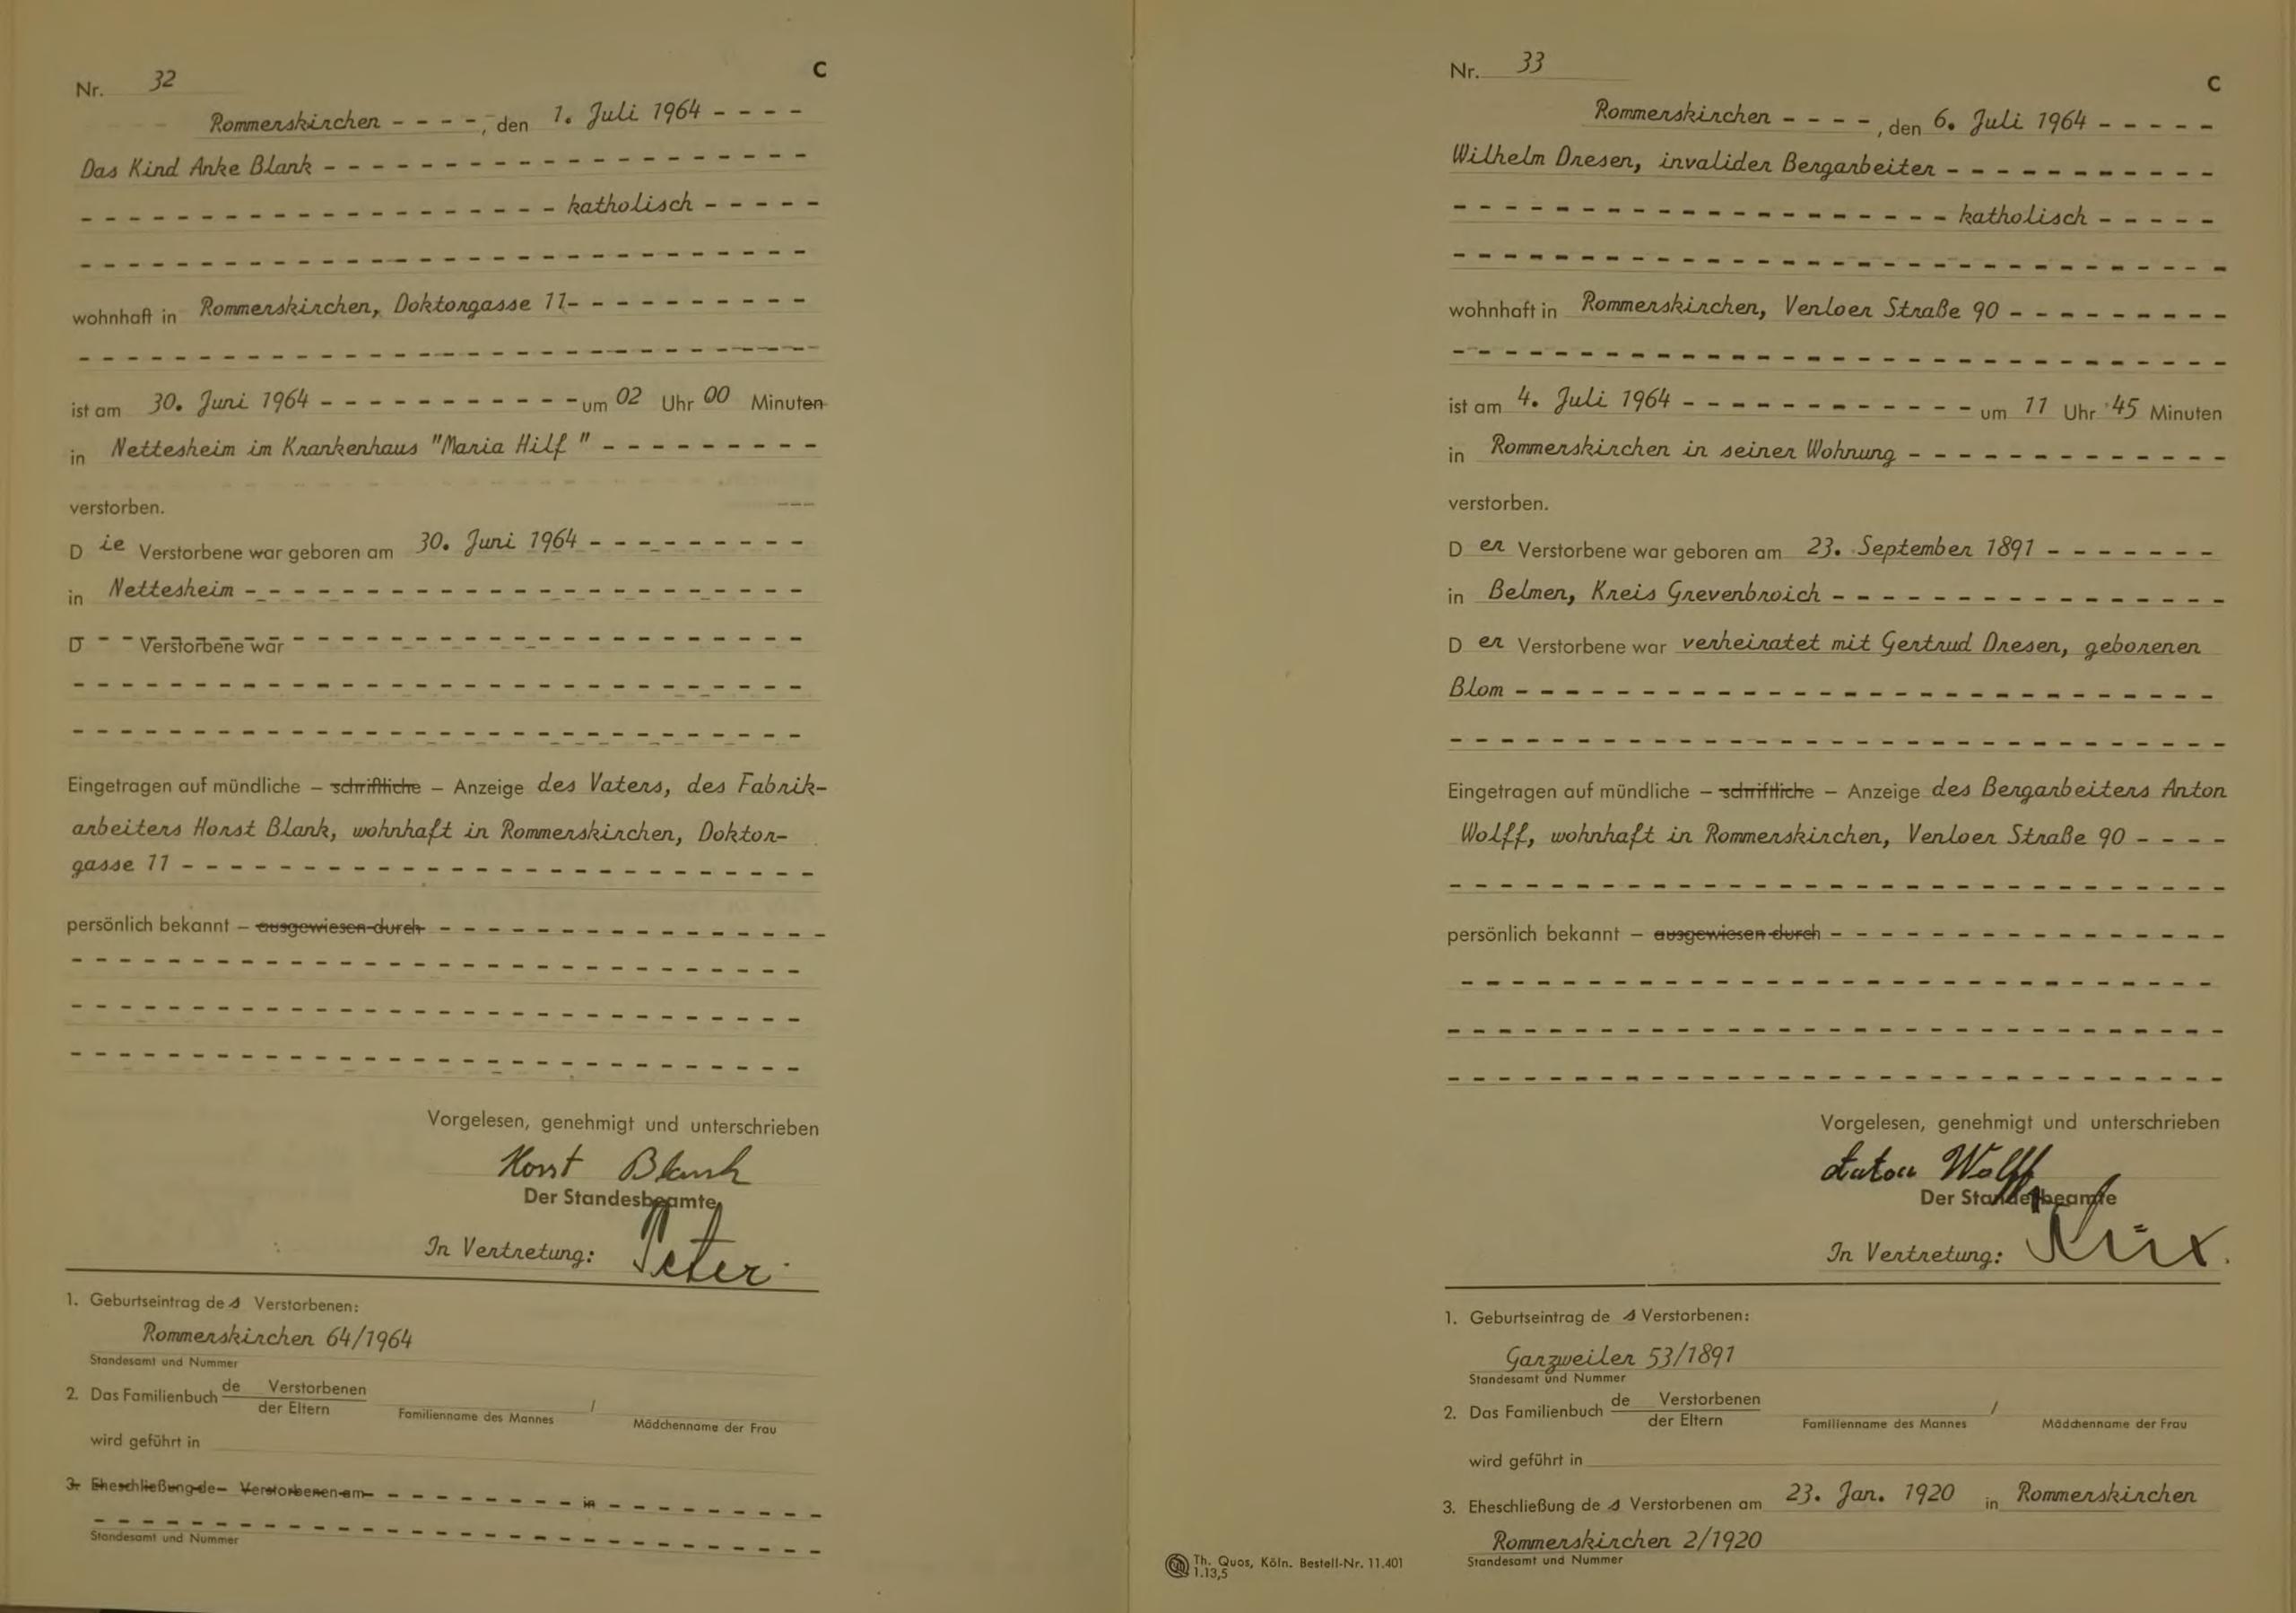 Nr. 32
C
Rommerskirchen - - - -, den 1. Juli 1964 - - - -
Das Kind Anke Blank - - - - - - - - - - - - - - - - - - - -
- - - - - - - - - - - - - - - - - - - - katholisch - - - - -
wohnhaft in Rommerskirchen, Doktorgasse 11- - - - - - - - - - -
ist am 30. Juni 1964 - - - - - - - - - - - um 02 Uhr 00 Minuten
in Nettesheim im Krankenhaus "Maria Hilf " - - - - - - - - -
verstorben.
D ie Verstorbene war geboren am 30. Juni 1964 - - - - - - - - -
in Nettesheim - - - - - - - - - - - - - - - - - - - - - - -
D - - Verstorbene war - - - - - - - - - - - - - - - - - - - - -
Eingetragen auf mündliche – schriftliche – Anzeige des Vaters, des Fabrik-
arbeiters Horst Blank, wohnhaft in Rommerskirchen, Doktor-
gasse 11 - - - - - - - - - - - - - - - - - - - - - - - - - -
persönlich bekannt – ausgewiesen durch - - - - - - - - - - - - - - - -
Vorgelesen, genehmigt und unterschrieben
Horst Blank
Der Standesbeamte
In Vertretung: Peter
1. Geburtseintrag des Verstorbenen:
Rommerskirchen 64/1964
Standesamt und Nummer
2. Das Familienbuch de Verstorbenen
der Eltern
Familienname des Mannes / Mädchenname der Frau
wird geführt in
3. Eheschließung de Verstorbenen am - - - - - - - - in - - - - - - - - -
Standesamt und Nummer
Nr. 33
C
Rommerskirchen - - - -, den 6. Juli 1964 - - - - -
Wilhelm Dresen, invalider Bergarbeiter - - - - - - - - - - -
- - - - - - - - - - - - - - - - - - - - katholisch - - - - -
wohnhaft in Rommerskirchen, Venloer Straße 90 - - - - - - - - -
ist am 4. Juli 1964 - - - - - - - - - - - - um 11 Uhr 45 Minuten
in Rommerskirchen in seiner Wohnung - - - - - - - - - - - - -
verstorben.
D er Verstorbene war geboren am 23. September 1891 - - - - - - -
in Belmen, Kreis Grevenbroich - - - - - - - - - - - - - - - -
D er Verstorbene war verheiratet mit Gertrud Dresen, geborenen
Blom - - - - - - - - - - - - - - - - - - - - - - - - - - - -
Eingetragen auf mündliche – schriftliche – Anzeige des Bergarbeiters Anton
Wolff, wohnhaft in Rommerskirchen, Venloer Straße 90 - - - -
persönlich bekannt – ausgewiesen durch - - - - - - - - - - - - - - - -
Vorgelesen, genehmigt und unterschrieben
Anton Wolff
Der Standesbeamte
In Vertretung:
1. Geburtseintrag des Verstorbenen:
Garzweiler 53/1891
Standesamt und Nummer
2. Das Familienbuch de Verstorbenen
der Eltern
Familienname des Mannes / Mädchenname der Frau
wird geführt in
3. Eheschließung des Verstorbenen am 23. Jan. 1920 in Rommerskirchen
Rommerskirchen 2/1920
Standesamt und Nummer
Th. Quos, Köln. Bestell-Nr. 11.401
1.13,5